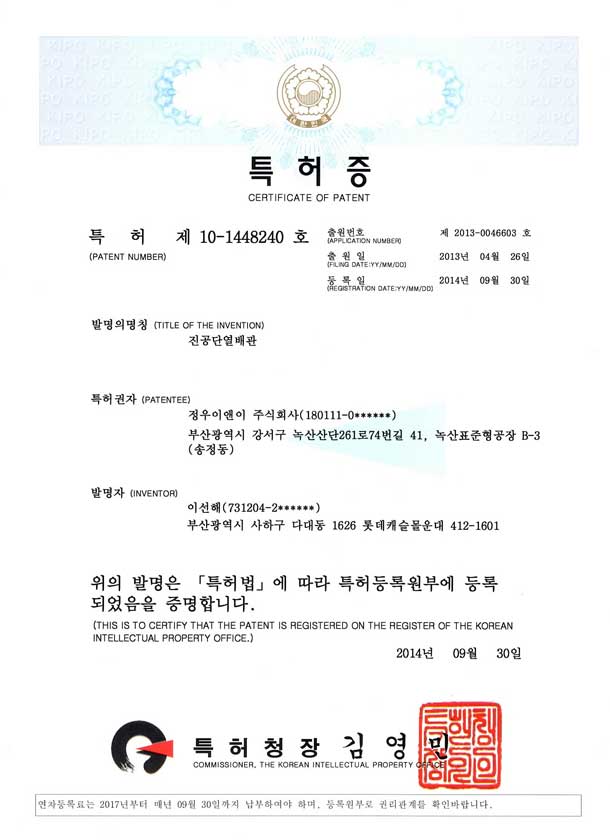 KIPO KIPO KIPO
대한민국
특허증
CERTIFICATE OF PATENT
특 허 제 10-1448240 호
(PATENT NUMBER)
출원번호 제 2013-0046603 호
(APPLICATION NUMBER)
출 원 일 2013년 04월 26일
(FILING DATE:YY/MM/DD)
등 록 일 2014년 09월 30일
(REGISTRATION DATE:YY/MM/DD)
발명의명칭 (TITLE OF THE INVENTION)
진공단열배관
특허권자 (PATENTEE)
정우이앤이 주식회사(180111-0******)
부산광역시 강서구 녹산산단261로74번길 41, 녹산표준형공장 B-3
(송정동)
발명자 (INVENTOR)
이선해(731204-2******)
부산광역시 사하구 다대동 1626 롯데캐슬몰운대 412-1601
위의 발명은 「특허법」에 따라 특허등록원부에 등록
되었음을 증명합니다.
(THIS IS TO CERTIFY THAT THE PATENT IS REGISTERED ON THE REGISTER OF THE KOREAN
INTELLECTUAL PROPERTY OFFICE.)
2014년 09월 30일
특허청장 김영민
COMMISSIONER, THE KOREAN INTELLECTUAL PROPERTY OFFICE
연차등록료는 2017년부터 매년 09월 30일까지 납부하여야 하며, 등록원부로 권리관계를 확인바랍니다.